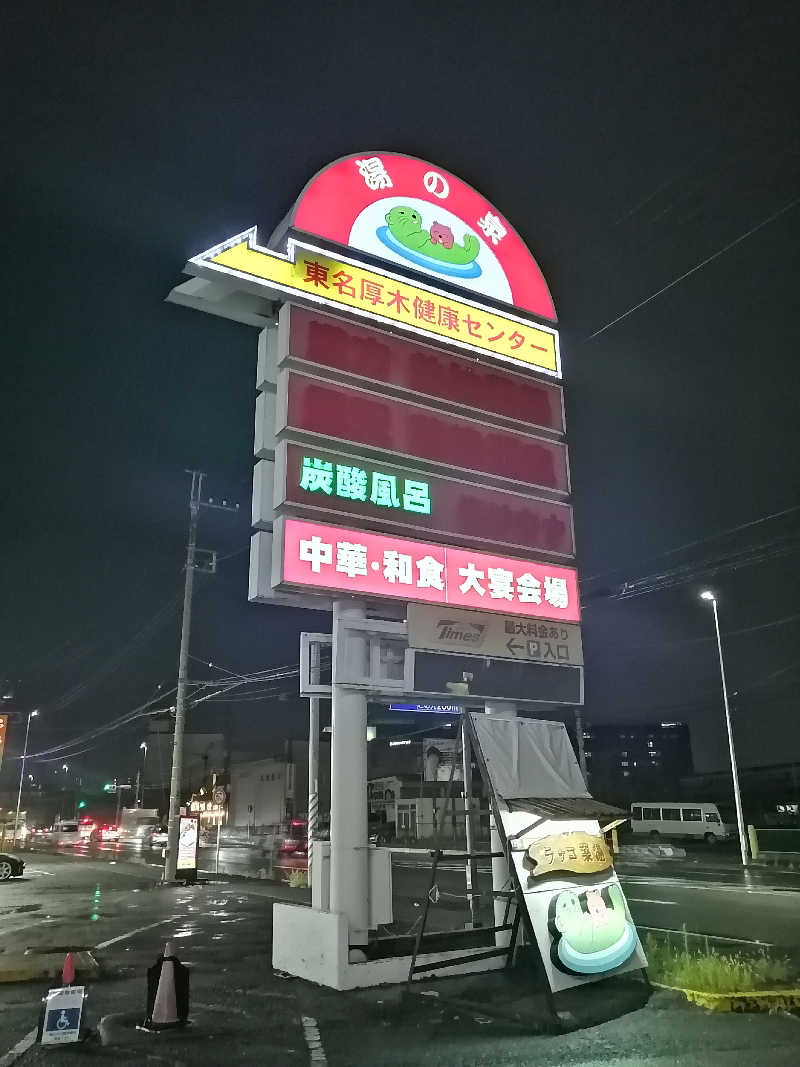 湯の泉
東名厚木健康センター
炭酸風呂
中華・和食 大宴会場
Times 最大料金あり
←P入口